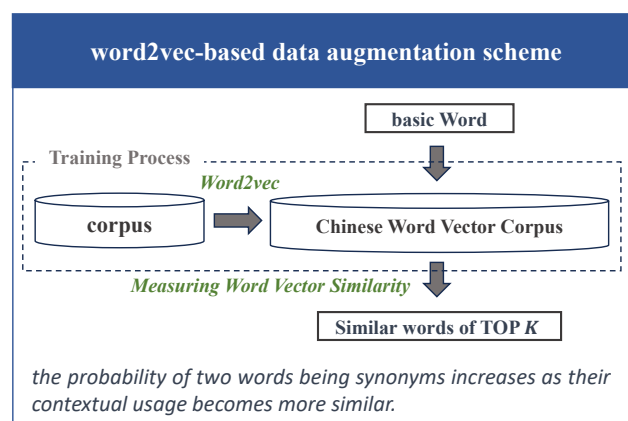 word2vec-based data augmentation scheme
basic Word
Training Process
Word2vec
corpus
Chinese Word Vector Corpus
Measuring Word Vector Similarity
Similar words of TOP K
the probability of two words being synonyms increases as their
contextual usage becomes more similar.